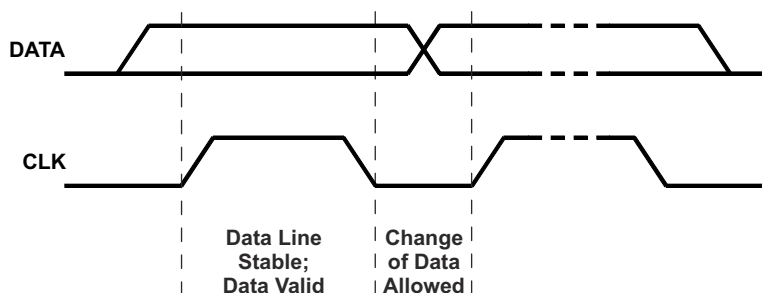 DATA
CLK
Data Line
Stable;
Data Valid
Change
of Data
Allowed